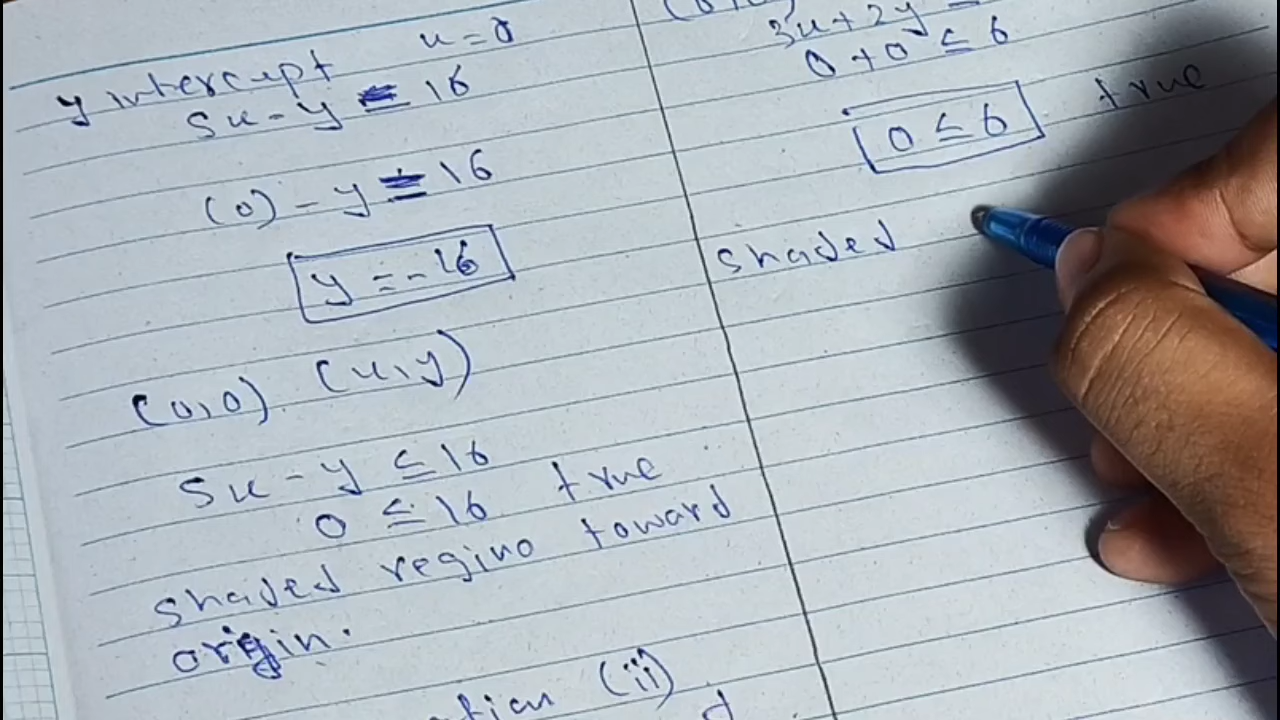 y intercept x=0
5x-y = 16
(0) - y = 16
y = -16
(0,0) (x,y)
5x - y ≤ 16
0 ≤ 16 true
shaded regino toward
origin.
(ii)
3x+2y
0+0 ≤ 6
0 ≤ 6 true
shaded